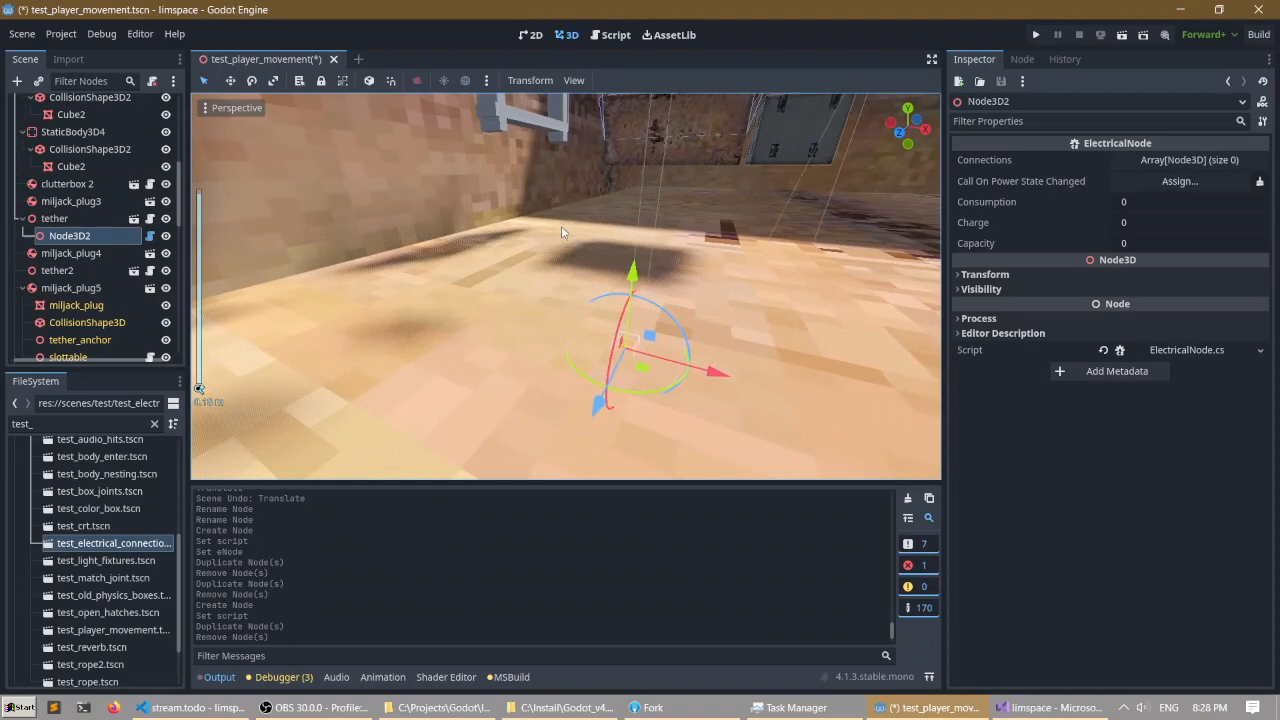 (*) test_player_movement.tscn - limspace - Godot Engine
Scene Project Debug Editor Help
2D 3D Script AssetLib
Forward+ Build
Scene Import
test_player_movement(*)
Inspector Node History
Filter Nodes
Transform View
CollisionShape3D2
Cube2
StaticBody3D4
CollisionShape3D2
Cube2
clutterbox 2
miljack_plug3
tether
Node3D2
miljack_plug4
tether2
miljack_plug5
miljack_plug
CollisionShape3D
tether_anchor
slottable
Perspective
Y
X
Z
0.18 m
Node3D2
Filter Properties
ElectricalNode
Connections Array[Node3D] (size 0)
Call On Power State Changed Assign...
Consumption 0
Charge 0
Capacity 0
Node3D
Transform
Visibility
Node
Process
Editor Description
Script ElectricalNode.cs
Add Metadata
FileSystem
res://scenes/test/test_electr
test_
test_audio_hits.tscn
test_body_enter.tscn
test_body_nesting.tscn
test_box_joints.tscn
test_color_box.tscn
test_crt.tscn
test_electrical_connectio...
test_light_fixtures.tscn
test_match_joint.tscn
test_old_physics_boxes.t...
test_open_hatches.tscn
test_player_movement.t...
test_reverb.tscn
test_rope2.tscn
test_rope.tscn
Translate
Scene Undo: Translate
Rename Node
Rename Node
Create Node
Set script
Set eNode
Duplicate Node(s)
Remove Node(s)
Duplicate Node(s)
Remove Node(s)
Create Node
Set script
Duplicate Node(s)
Remove Node(s)
7
1
0
170
Filter Messages
Output Debugger (3) Audio Animation Shader Editor MSBuild
4.1.3.stable.mono
Start stream.todo - limsp... OBS 30.0.0 - Profile:... C:\Projects\Godot\l... C:\Install\Godot_v4... Fork Task Manager (*) test_player_mov... limspace - Microso... ENG 8:28 PM